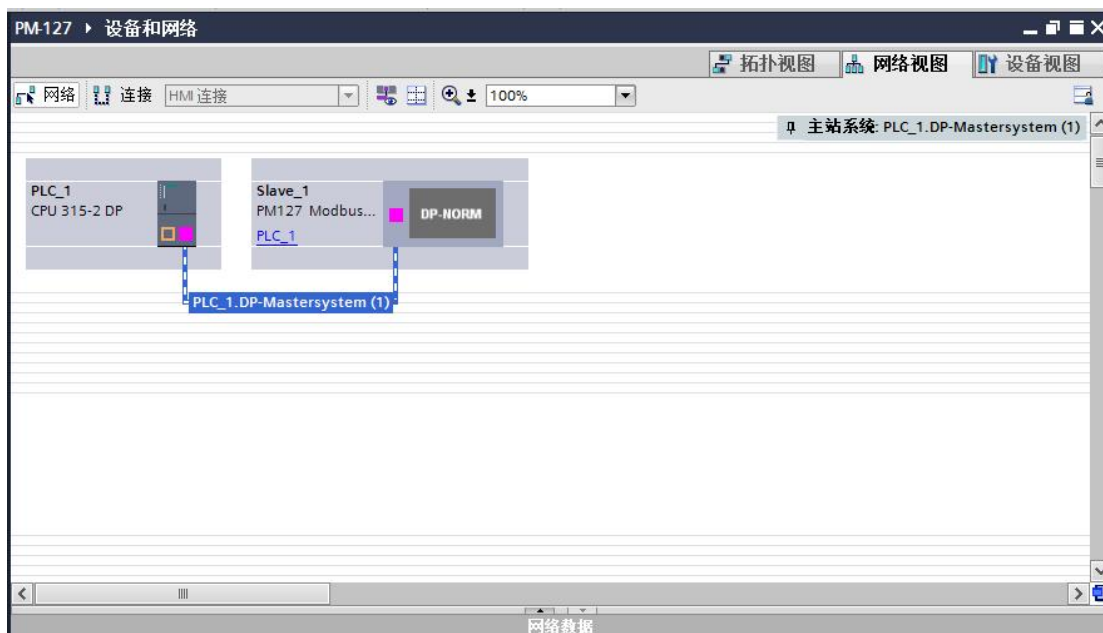 PM-127 ▸ 设备和网络
拓扑视图 网络视图 设备视图
网络 连接 HMI 连接 100%
主站系统: PLC_1.DP-Mastersystem (1)
PLC_1
CPU 315-2 DP
Slave_1
PM127 Modbus...
PLC_1
DP-NORM
PLC_1.DP-Mastersystem (1)
网络数据